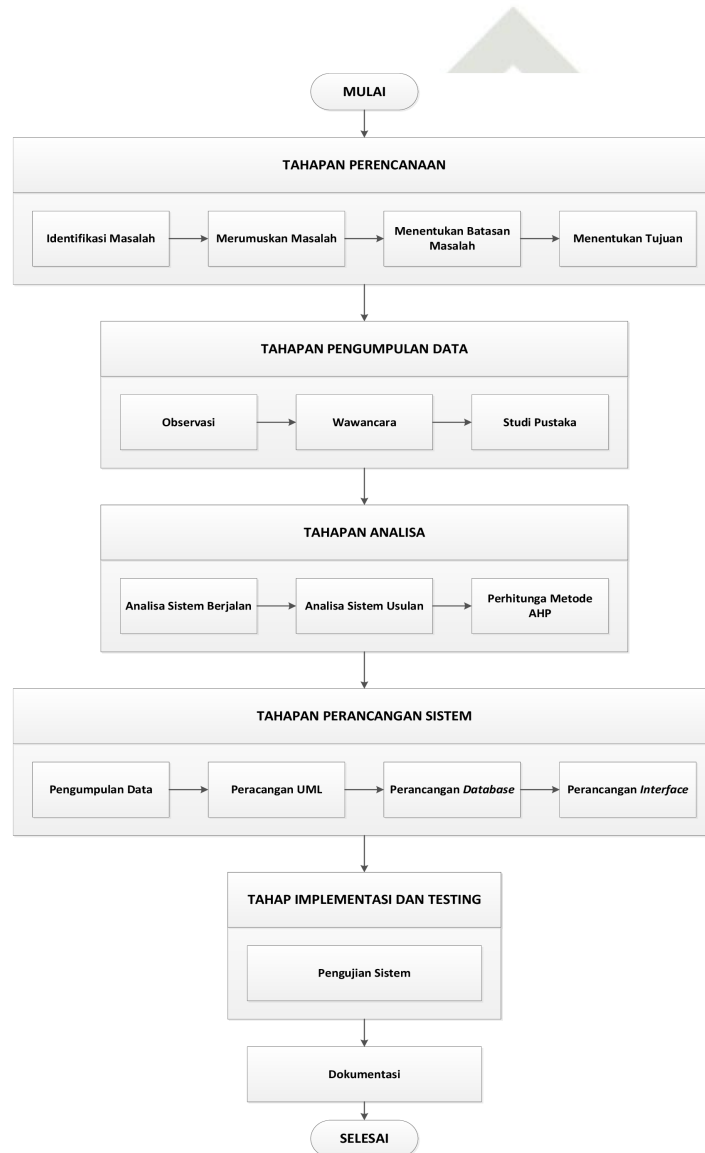 MULAI
TAHAPAN PERENCANAAN
Identifikasi Masalah
Merumuskan Masalah
Menentukan Batasan
Masalah
Menentukan Tujuan
TAHAPAN PENGUMPULAN DATA
Observasi
Wawancara
Studi Pustaka
TAHAPAN ANALISA
Analisa Sistem Berjalan
Analisa Sistem Usulan
Perhitunga Metode
AHP
TAHAPAN PERANCANGAN SISTEM
Pengumpulan Data
Peracangan UML
Perancangan Database
Perancangan Interface
TAHAP IMPLEMENTASI DAN TESTING
Pengujian Sistem
Dokumentasi
SELESAI